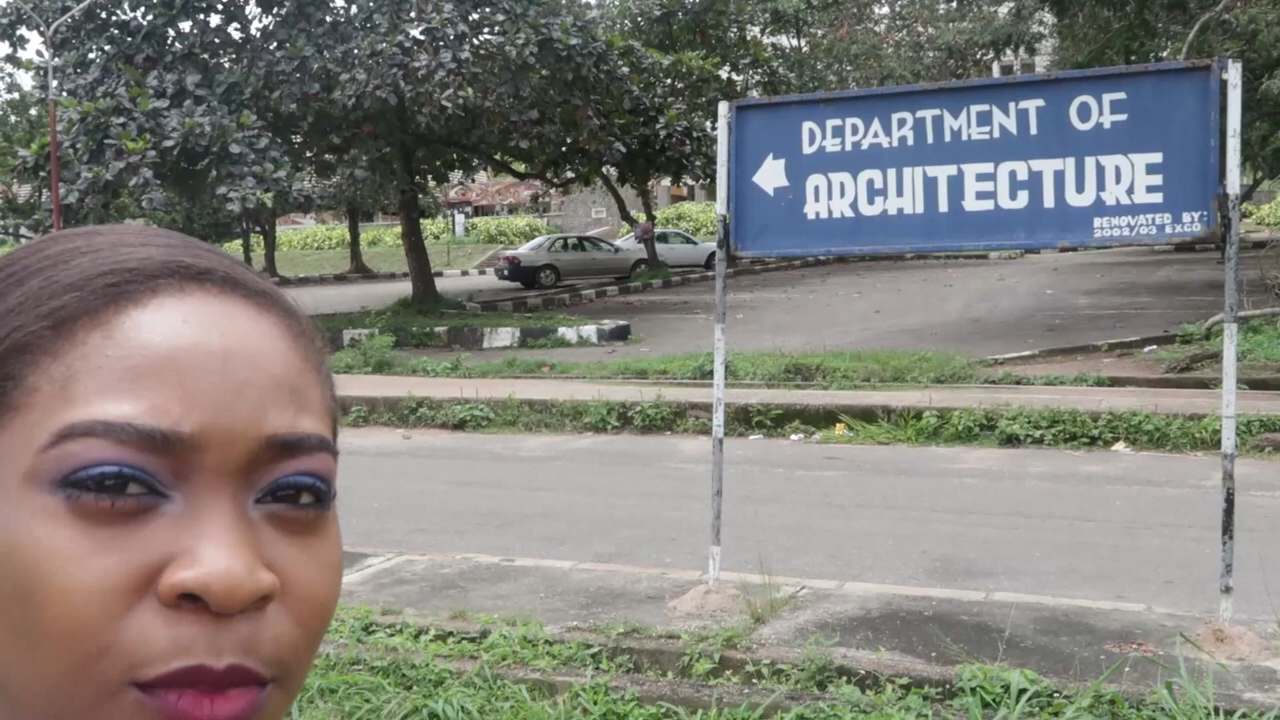 DEPARTMENT OF
ARCHITECTURE
RENOVATED BY:
2002/03 EXCO